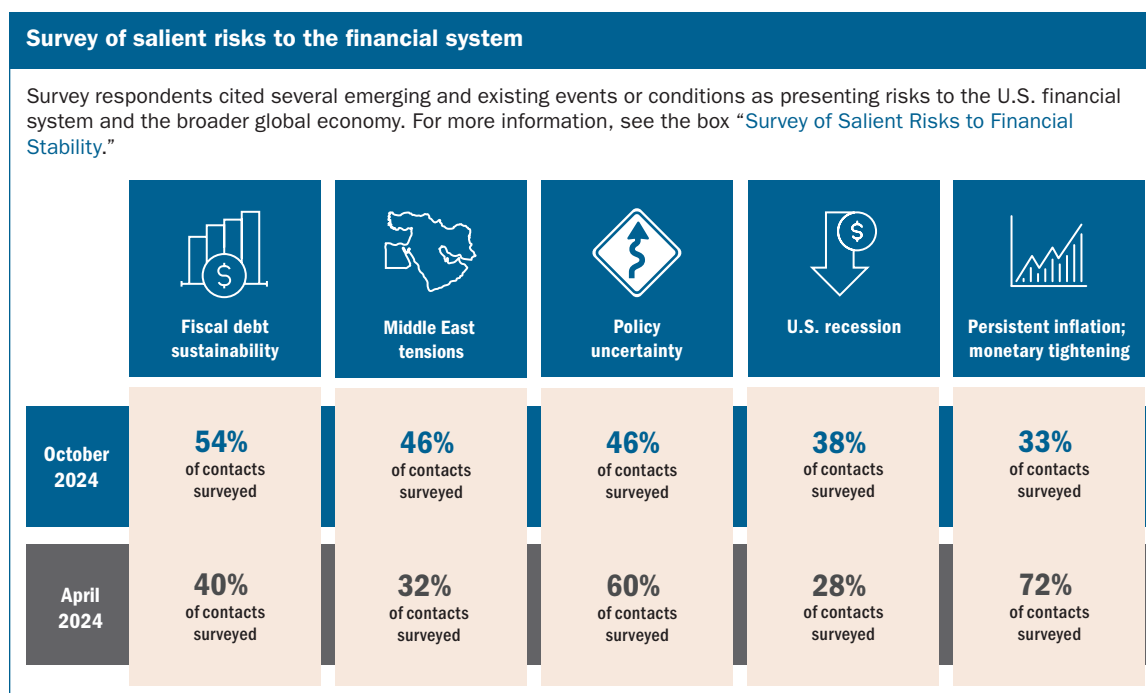 Survey of salient risks to the financial system
Survey respondents cited several emerging and existing events or conditions as presenting risks to the U.S. financial
system and the broader global economy. For more information, see the box “Survey of Salient Risks to Financial
Stability.”
$
$
Fiscal debt
sustainability
Middle East
tensions
Policy
uncertainty
U.S. recession
Persistent inflation;
monetary tightening
October
2024
54%
of contacts
surveyed
46%
of contacts
surveyed
46%
of contacts
surveyed
38%
of contacts
surveyed
33%
of contacts
surveyed
April
2024
40%
of contacts
surveyed
32%
of contacts
surveyed
60%
of contacts
surveyed
28%
of contacts
surveyed
72%
of contacts
surveyed